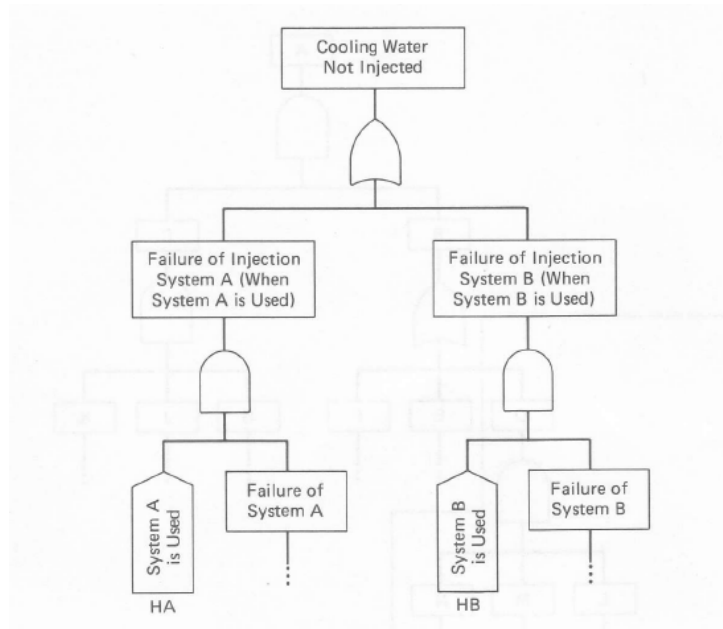 Cooling Water
Not Injected
Failure of Injection
System A (When
System A is Used)
Failure of Injection
System B (When
System B is Used)
System A
is Used
Failure of
System A
System B
is Used
Failure of
System B
HA
HB